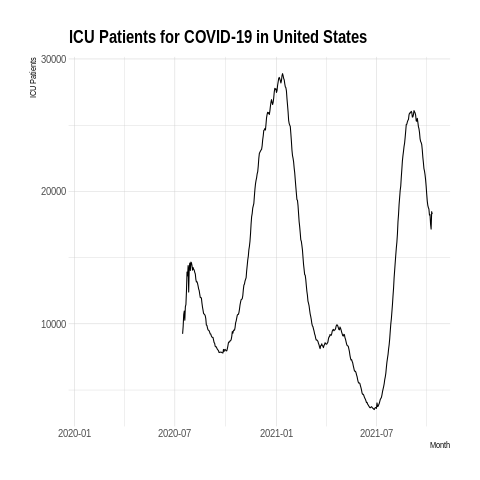 ICU Patients for COVID-19 in United States
ICU Patients
30000
20000
10000
2020-01 2020-07 2021-01 2021-07
Month